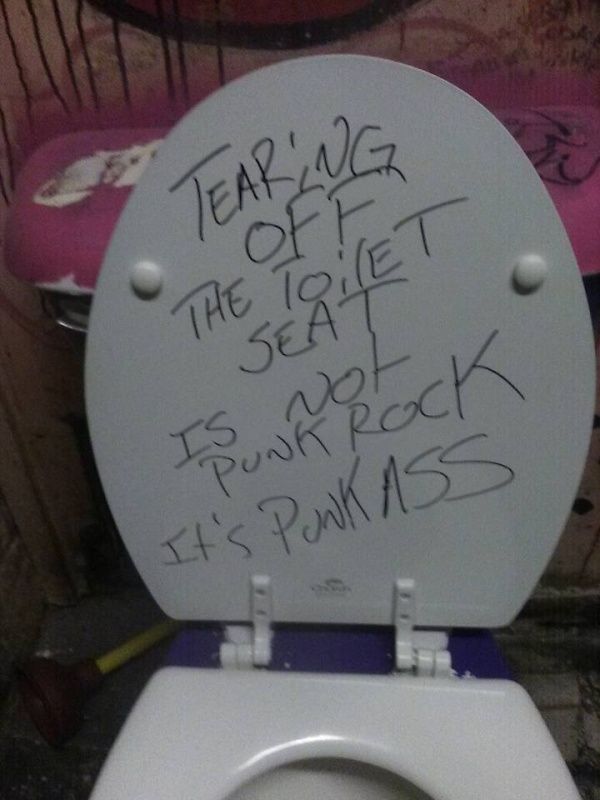 TEARING
OFF
THE TOilET
SEAT
IS NOt
PUNK ROCK
It's PUNK ASS